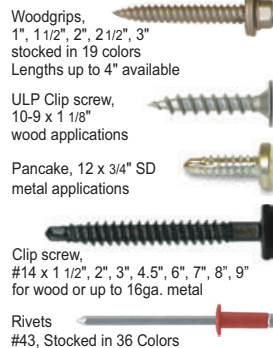 Woodgrips,
1", 1 1/2", 2", 2 1/2", 3"
stocked in 19 colors
Lengths up to 4" available
ULP Clip screw,
10-9 x 1 1/8"
wood applications
Pancake, 12 x 3/4" SD
metal applications
Clip screw,
#14 x 1 1/2", 2", 3", 4.5", 6", 7", 8", 9"
for wood or up to 16ga. metal
Rivets
#43, Stocked in 36 Colors